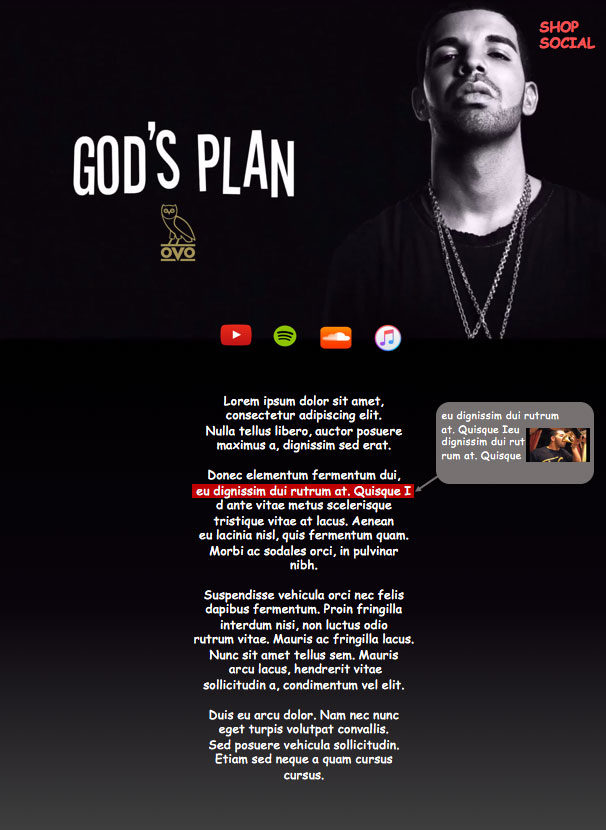 SHOP
SOCIAL
GOD'S PLAN
OVO
Lorem ipsum dolor sit amet,
consectetur adipiscing elit.
Nulla tellus libero, auctor posuere
maximus a, dignissim sed erat.
Donec elementum fermentum dui,
eu dignissim dui rutrum at. Quisque I
d ante vitae metus scelerisque
tristique vitae at lacus. Aenean
eu lacinia nisl, quis fermentum quam.
Morbi ac sodales orci, in pulvinar
nibh.
Suspendisse vehicula orci nec felis
dapibus fermentum. Proin fringilla
interdum nisi, non luctus odio
rutrum vitae. Mauris ac fringilla lacus.
Nunc sit amet tellus sem. Mauris
arcu lacus, hendrerit vitae
sollicitudin a, condimentum vel elit.
Duis eu arcu dolor. Nam nec nunc
eget turpis volutpat convallis.
Sed posuere vehicula sollicitudin.
Etiam sed neque a quam cursus
cursus.
eu dignissim dui rutrum
at. Quisque Ieu
dignissim dui rut
rum at. Quisque